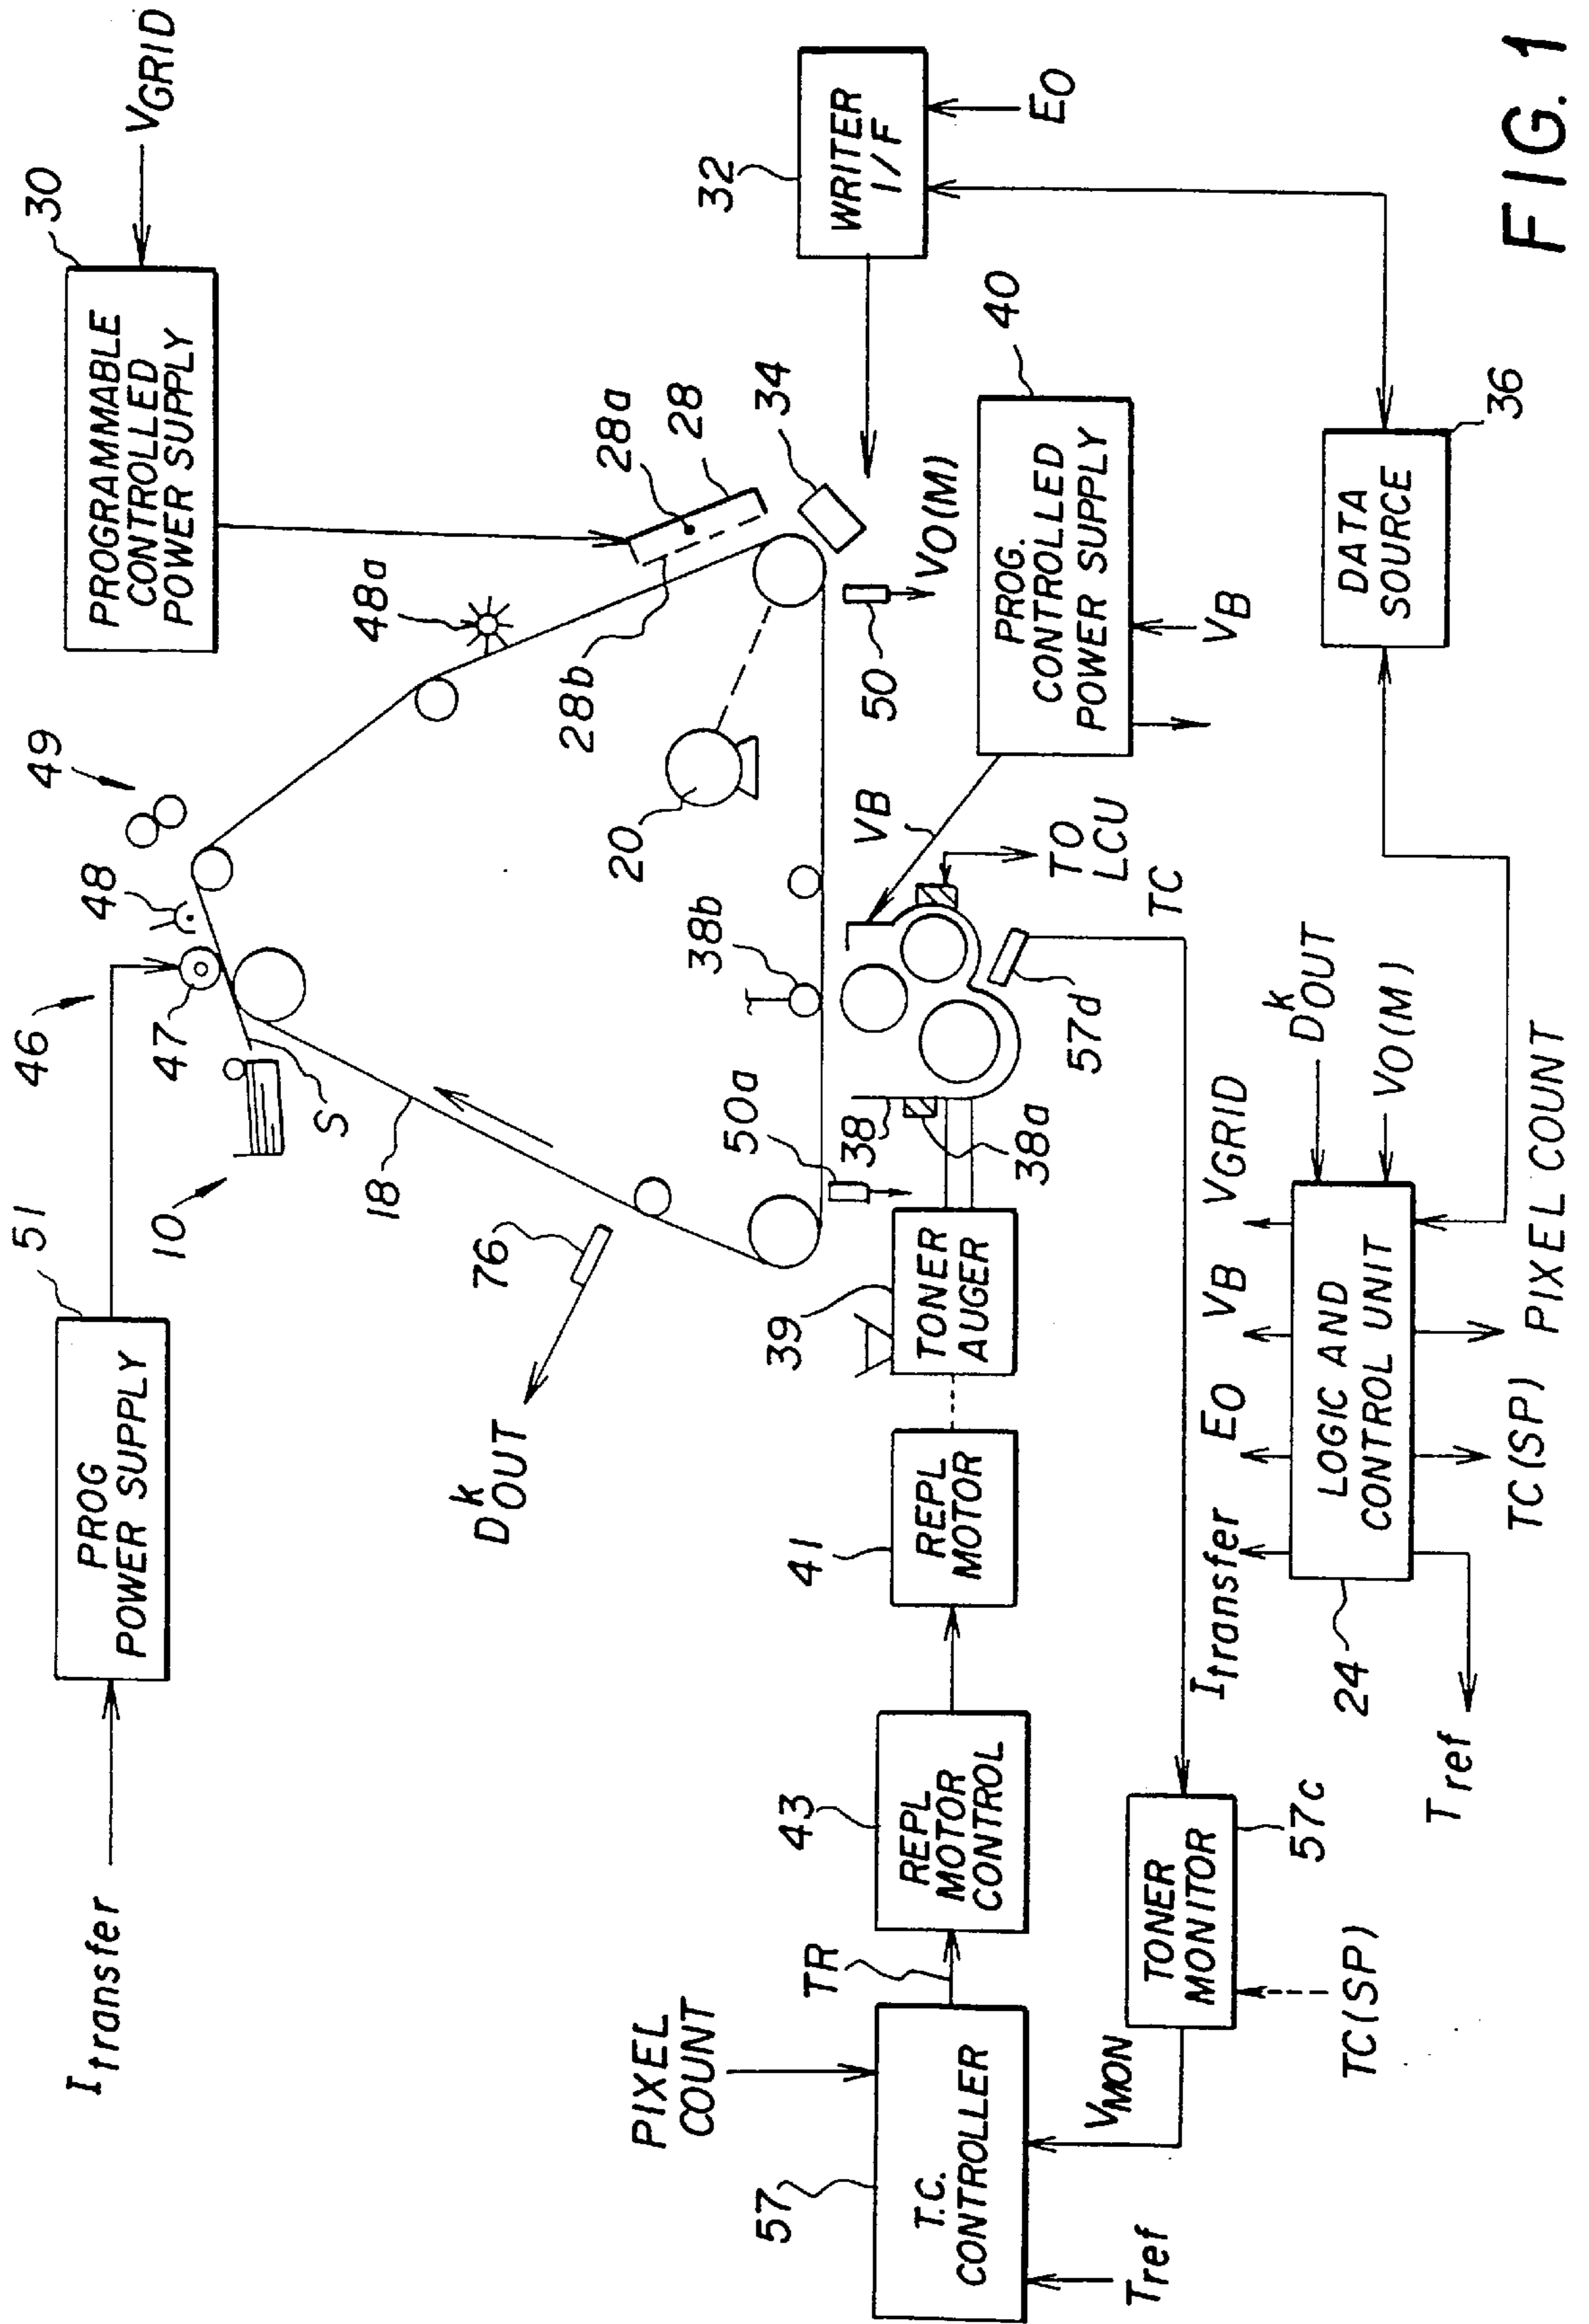 I transfer
PROG
POWER SUPPLY
51
10
46
47
48
49
S
18
PROGRAMMABLE
CONTROLLED
POWER SUPPLY
30
VGRID
48a
28b
28a
28
34
20
76
D k OUT
50a
38b
50
VO(M)
WRITER
I/F
32
EO
PIXEL
COUNT
57
T.C.
CONTROLLER
TR
43
REPL
MOTOR
CONTROL
41
REPL
MOTOR
39
TONER
AUGER
38
38a
VB
TO
LCU
TC
57d
PROG.
CONTROLLED
POWER SUPPLY
40
VB
Tref
VMON
TONER
MONITOR
57c
TC(SP)
Itransfer
EO
VB
VGRID
D k OUT
VO(M)
24
LOGIC AND
CONTROL UNIT
Tref
TC(SP)
PIXEL COUNT
DATA
SOURCE
36
FIG. 1